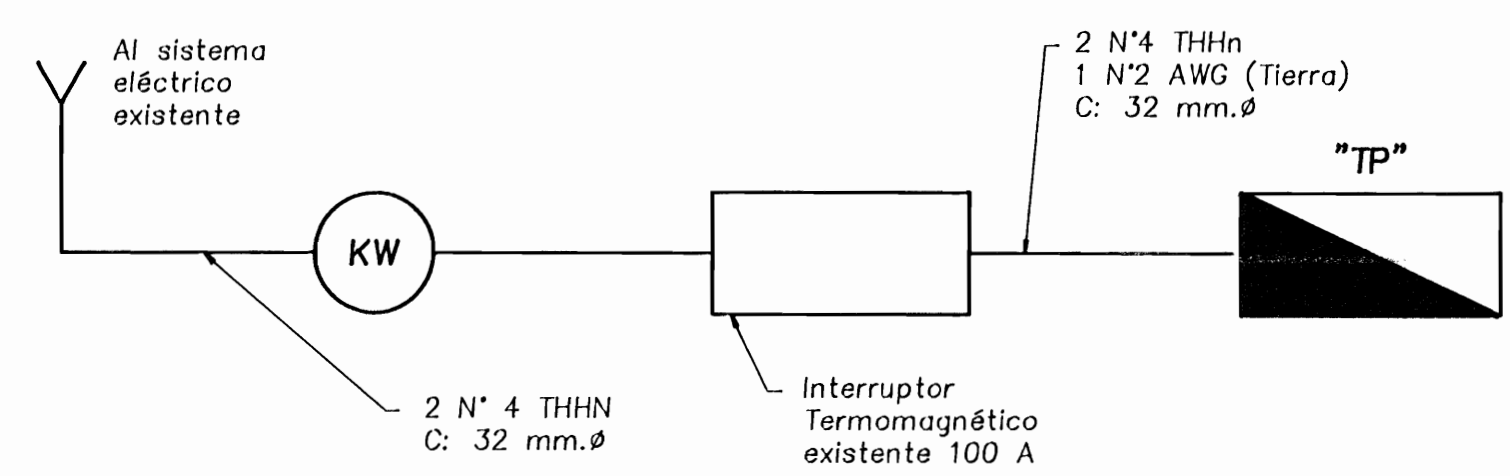 Al sistema
eléctrico
existente
2 N°4 THHn
1 N°2 AWG (Tierra)
C: 32 mm.ø
"TP"
KW
2 N° 4 THHN
C: 32 mm.ø
Interruptor
Termomagnético
existente 100 A